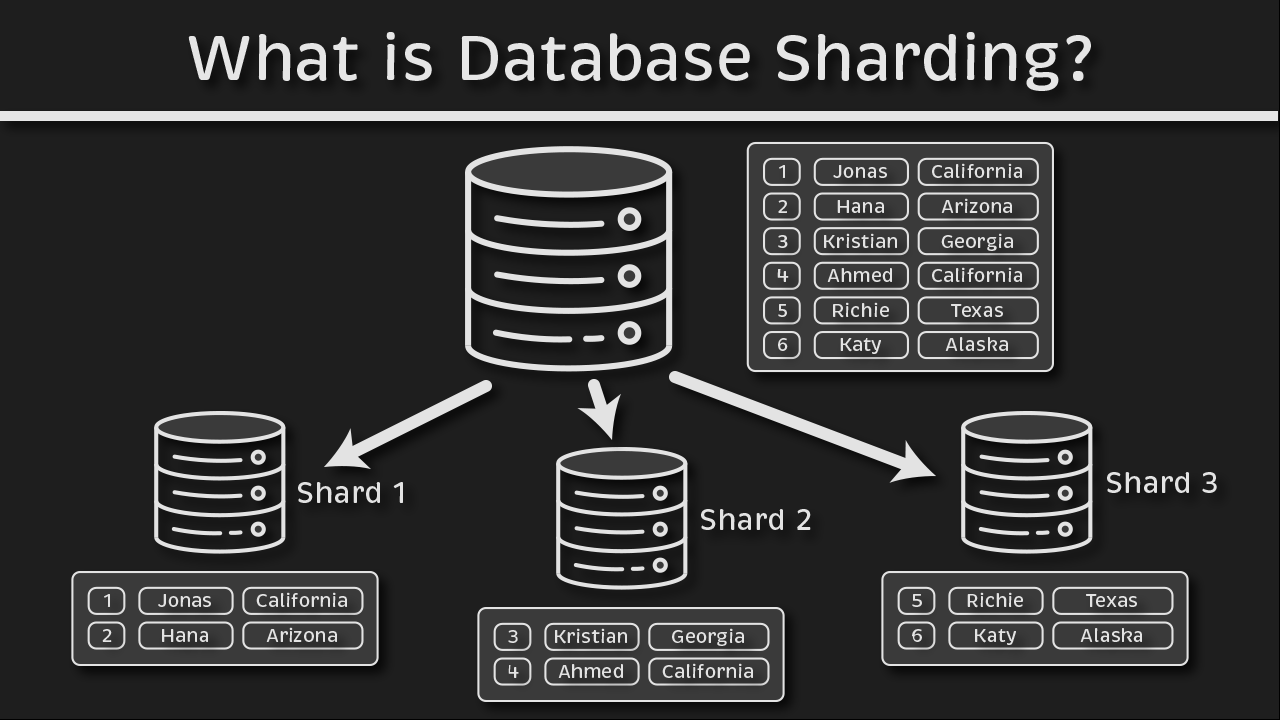 What is Database Sharding?
1 Jonas California
2 Hana Arizona
3 Kristian Georgia
4 Ahmed California
5 Richie Texas
6 Katy Alaska
Shard 1
1 Jonas California
2 Hana Arizona
Shard 2
3 Kristian Georgia
4 Ahmed California
Shard 3
5 Richie Texas
6 Katy Alaska